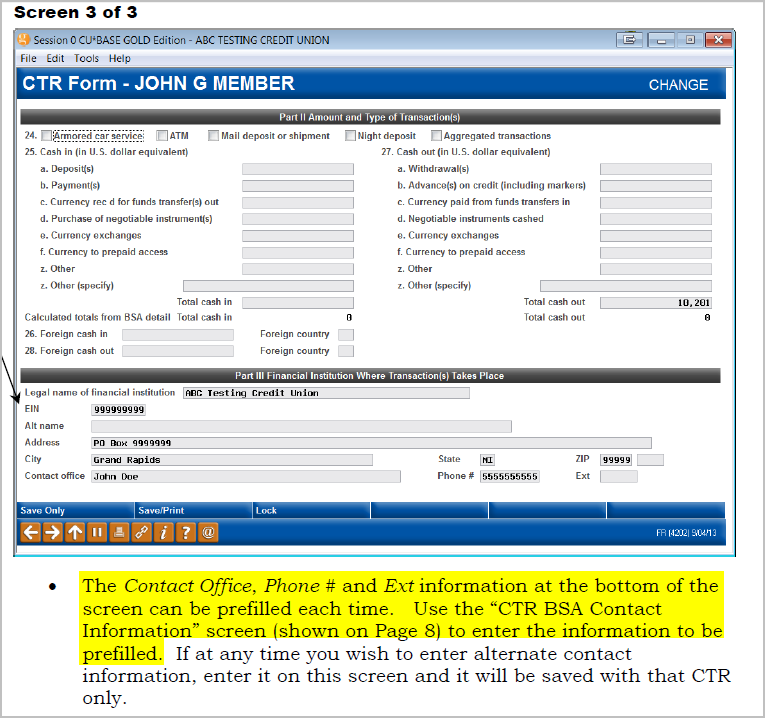 Screen 3 of 3
Session 0 CU*BASE GOLD Edition - ABC TESTING CREDIT UNION
File Edit Tools Help
CTR Form - JOHN G MEMBER CHANGE
Part II Amount and Type of Transaction(s)
24. Armored car service ATM Mail deposit or shipment Night deposit Aggregated transactions
25. Cash in (in U.S. dollar equivalent) 27. Cash out (in U.S. dollar equivalent)
a. Deposit(s) a. Withdrawal(s)
b. Payment(s) b. Advance(s) on credit (including markers)
c. Currency rec d for funds transfer(s) out c. Currency paid from funds transfers in
d. Purchase of negotiable instrument(s) d. Negotiable instruments cashed
e. Currency exchanges e. Currency exchanges
f. Currency to prepaid access f. Currency to prepaid access
z. Other z. Other
z. Other (specify) z. Other (specify)
Total cash in Total cash out 10,201
Calculated totals from BSA detail Total cash in 0 Total cash out 0
26. Foreign cash in Foreign country
28. Foreign cash out Foreign country
Part III Financial Institution Where Transaction(s) Takes Place
Legal name of financial institution ABC Testing Credit Union
EIN 999999999
Alt name
Address PO Box 9999999
City Grand Rapids State MI ZIP 99999
Contact office John Doe Phone # 5555555555 Ext
Save Only Save/Print Lock
FR (4202) 9/04/13
• The Contact Office, Phone # and Ext information at the bottom of the
screen can be prefilled each time. Use the “CTR BSA Contact
Information” screen (shown on Page 8) to enter the information to be
prefilled. If at any time you wish to enter alternate contact
information, enter it on this screen and it will be saved with that CTR
only.